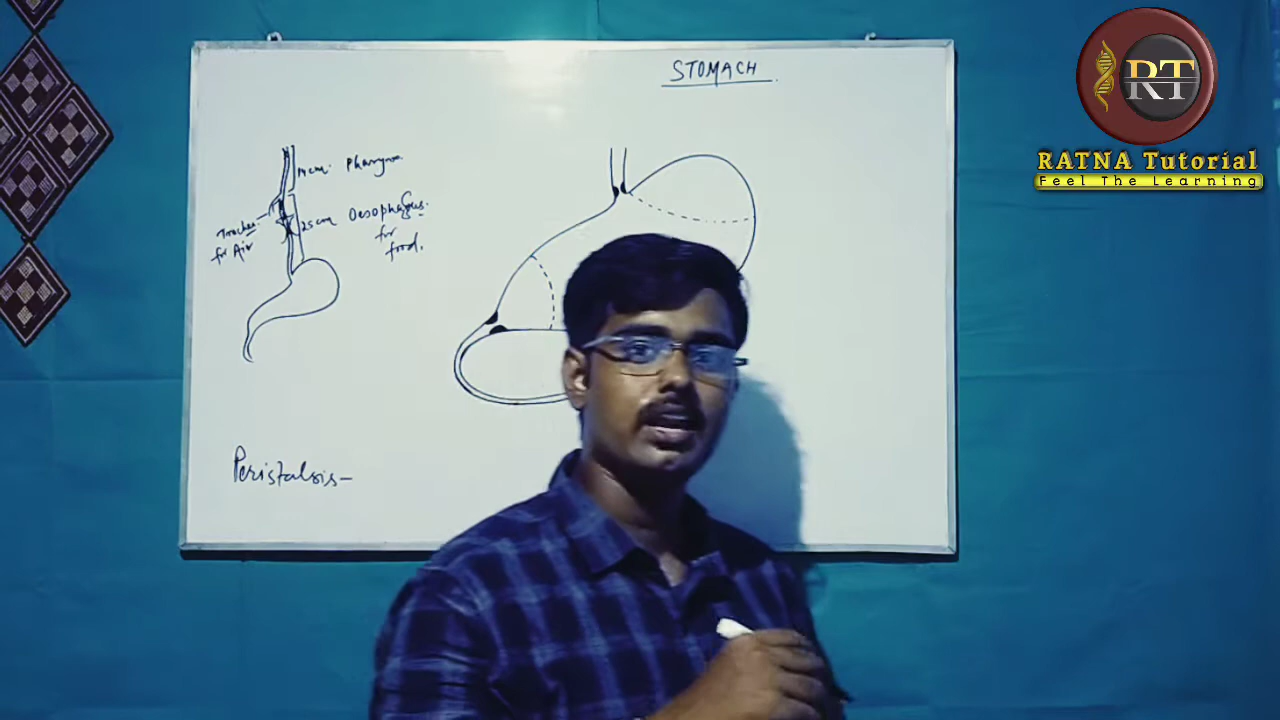 STOMACH
Pharynx
25cm Oesophagus.
for
food.
Trachea
for Air
Peristalsis-
RT
RATNA Tutorial
Feel The Learning